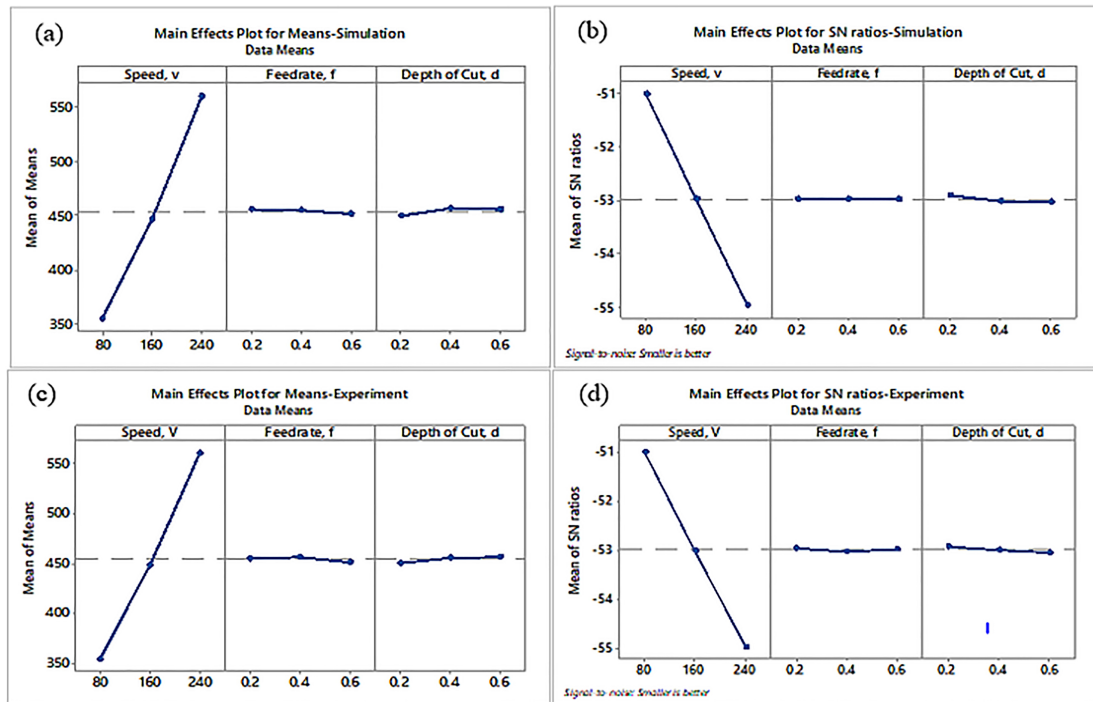 (a)
Main Effects Plot for Means-Simulation
Data Means
Speed, v Feedrate, f Depth of Cut, d
Mean of Means
550
500
450
400
350
80 160 240 0.2 0.4 0.6 0.2 0.4 0.6
(b)
Main Effects Plot for SN ratios-Simulation
Data Means
Speed, v Feedrate, f Depth of Cut, d
Mean of SN ratios
-51
-52
-53
-54
-55
80 160 240 0.2 0.4 0.6 0.2 0.4 0.6
Signal-to-noise: Smaller is better
(c)
Main Effects Plot for Means-Experiment
Data Means
Speed, V Feedrate, f Depth of Cut, d
Mean of Means
550
500
450
400
350
80 160 240 0.2 0.4 0.6 0.2 0.4 0.6
(d)
Main Effects Plot for SN ratios-Experiment
Data Means
Speed, V Feedrate, f Depth of Cut, d
Mean of SN ratios
-51
-52
-53
-54
-55
80 160 240 0.2 0.4 0.6 0.2 0.4 0.6
Signal-to-noise: Smaller is better